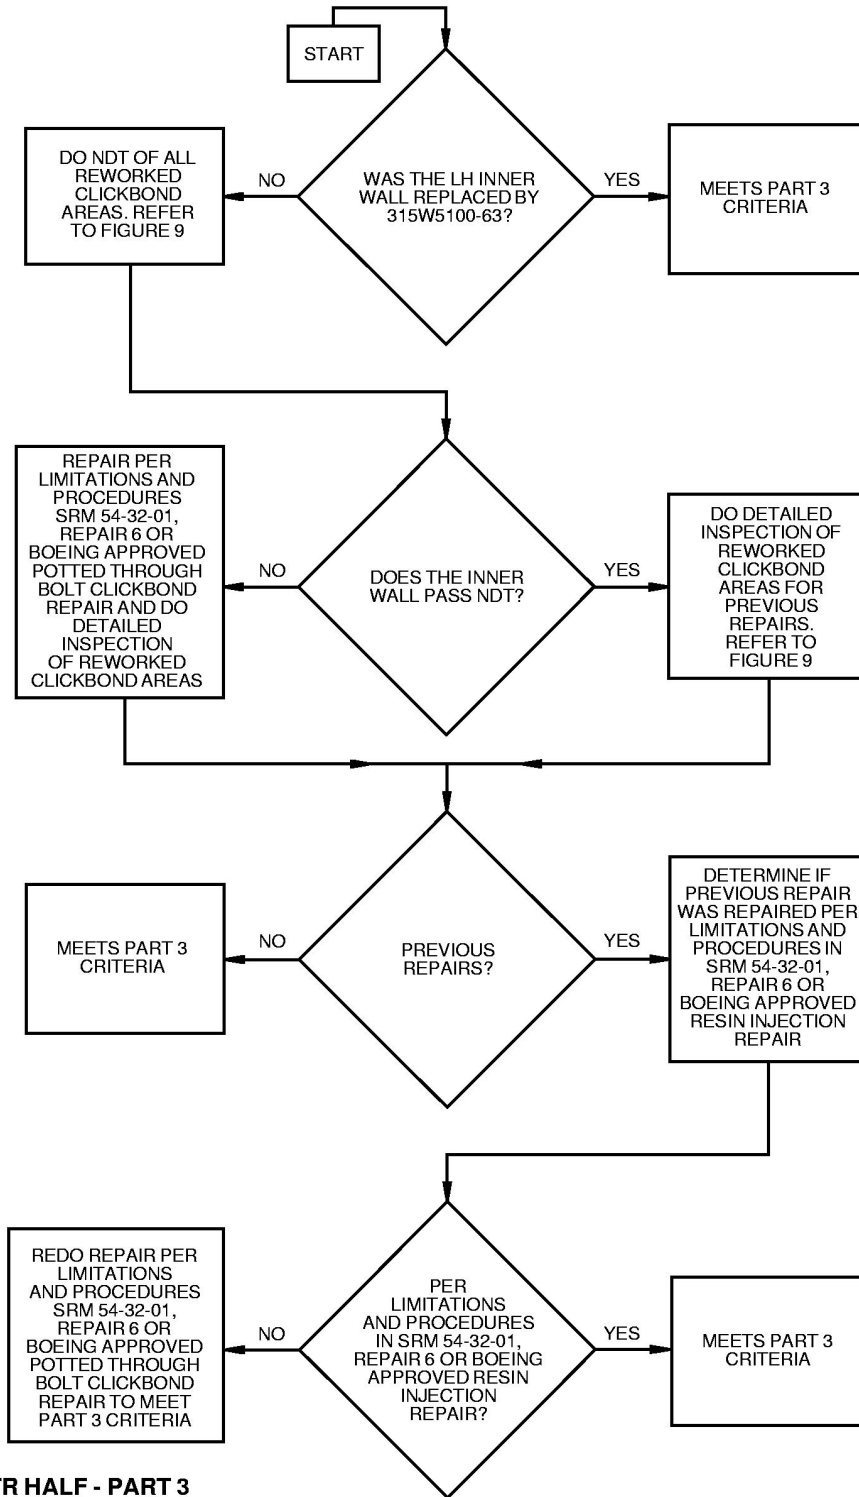 START
DO NDT OF ALL
REWORKED
CLICKBOND
AREAS. REFER
TO FIGURE 9
NO
WAS THE LH INNER
WALL REPLACED BY
315W5100-63?
YES
MEETS PART 3
CRITERIA
REPAIR PER
LIMITATIONS AND
PROCEDURES
SRM 54-32-01,
REPAIR 6 OR
BOEING APPROVED
POTTED THROUGH
BOLT CLICKBOND
REPAIR AND DO
DETAILED
INSPECTION
OF REWORKED
CLICKBOND AREAS
NO
DOES THE INNER
WALL PASS NDT?
YES
DO DETAILED
INSPECTION OF
REWORKED
CLICKBOND
AREAS FOR
PREVIOUS
REPAIRS.
REFER TO
FIGURE 9
MEETS PART 3
CRITERIA
NO
PREVIOUS
REPAIRS?
YES
DETERMINE IF
PREVIOUS REPAIR
WAS REPAIRED PER
LIMITATIONS AND
PROCEDURES IN
SRM 54-32-01,
REPAIR 6 OR
BOEING APPROVED
RESIN INJECTION
REPAIR
REDO REPAIR PER
LIMITATIONS
AND PROCEDURES
SRM 54-32-01,
REPAIR 6 OR
BOEING APPROVED
POTTED THROUGH
BOLT CLICKBOND
REPAIR TO MEET
PART 3 CRITERIA
NO
PER
LIMITATIONS
AND PROCEDURES
IN SRM 54-32-01,
REPAIR 6 OR BOEING
APPROVED RESIN
INJECTION
REPAIR?
YES
MEETS PART 3
CRITERIA
HALF - PART 3